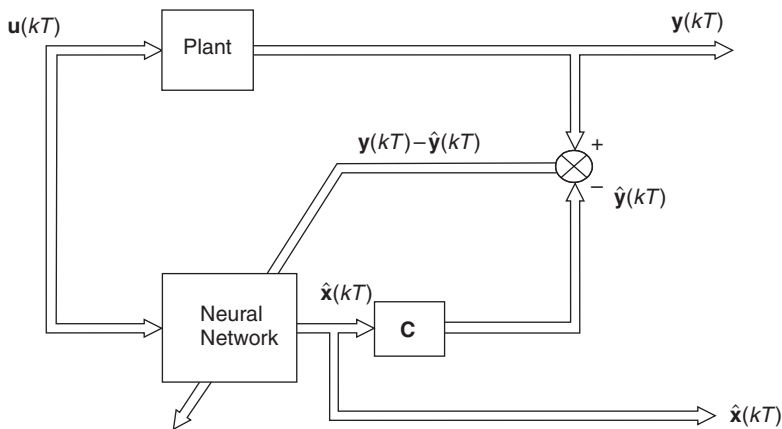 u(kT)
Plant
y(kT)
y(kT)−ŷ(kT)
+
−
ŷ(kT)
Neural
Network
x̂(kT)
C
x̂(kT)